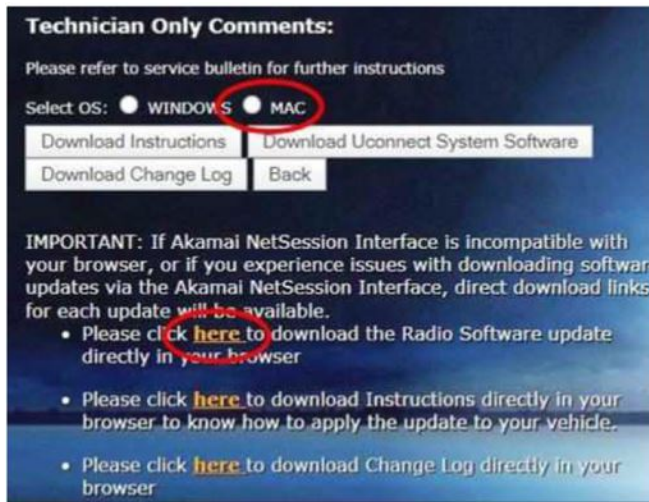 Technician Only Comments:
Please refer to service bulletin for further instructions
Select OS: WINDOWS MAC
Download Instructions Download Uconnect System Software
Download Change Log Back
IMPORTANT: If Akamai NetSession Interface is incompatible with
your browser, or if you experience issues with downloading softwar
updates via the Akamai NetSession Interface, direct download links
for each update will be available.
• Please click here to download the Radio Software update
directly in your browser
• Please click here to download Instructions directly in your
browser to know how to apply the update to your vehicle.
• Please click here to download Change Log directly in your
browser